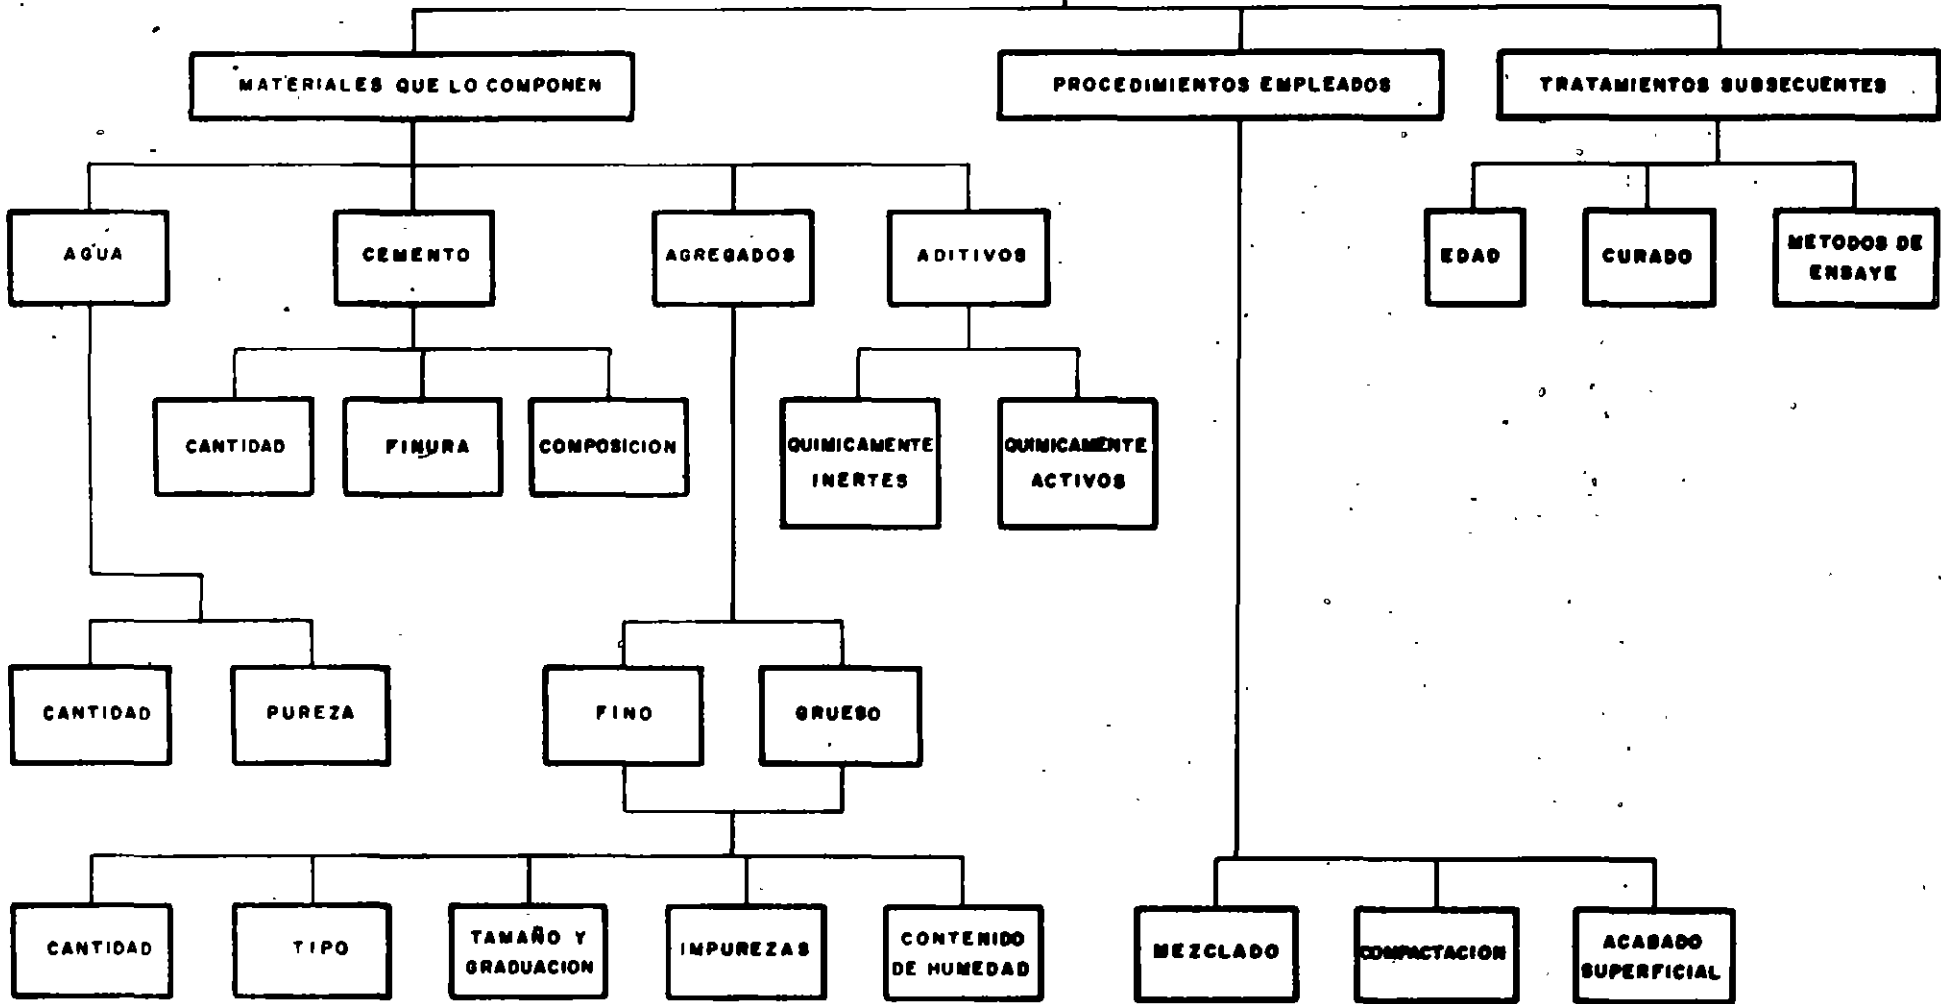 MATERIALES QUE LO COMPONEN
PROCEDIMIENTOS EMPLEADOS
TRATAMIENTOS SUBSECUENTES
AGUA
CEMENTO
AGREGADOS
ADITIVOS
EDAD
CURADO
METODOS DE
ENSAYE
CANTIDAD
FINURA
COMPOSICION
QUIMICAMENTE
INERTES
QUIMICAMENTE
ACTIVOS
CANTIDAD
PUREZA
FINO
GRUESO
CANTIDAD
TIPO
TAMAÑO Y
GRADUACION
IMPUREZAS
CONTENIDO
DE HUMEDAD
MEZCLADO
COMPACTACION
ACABADO
SUPERFICIAL